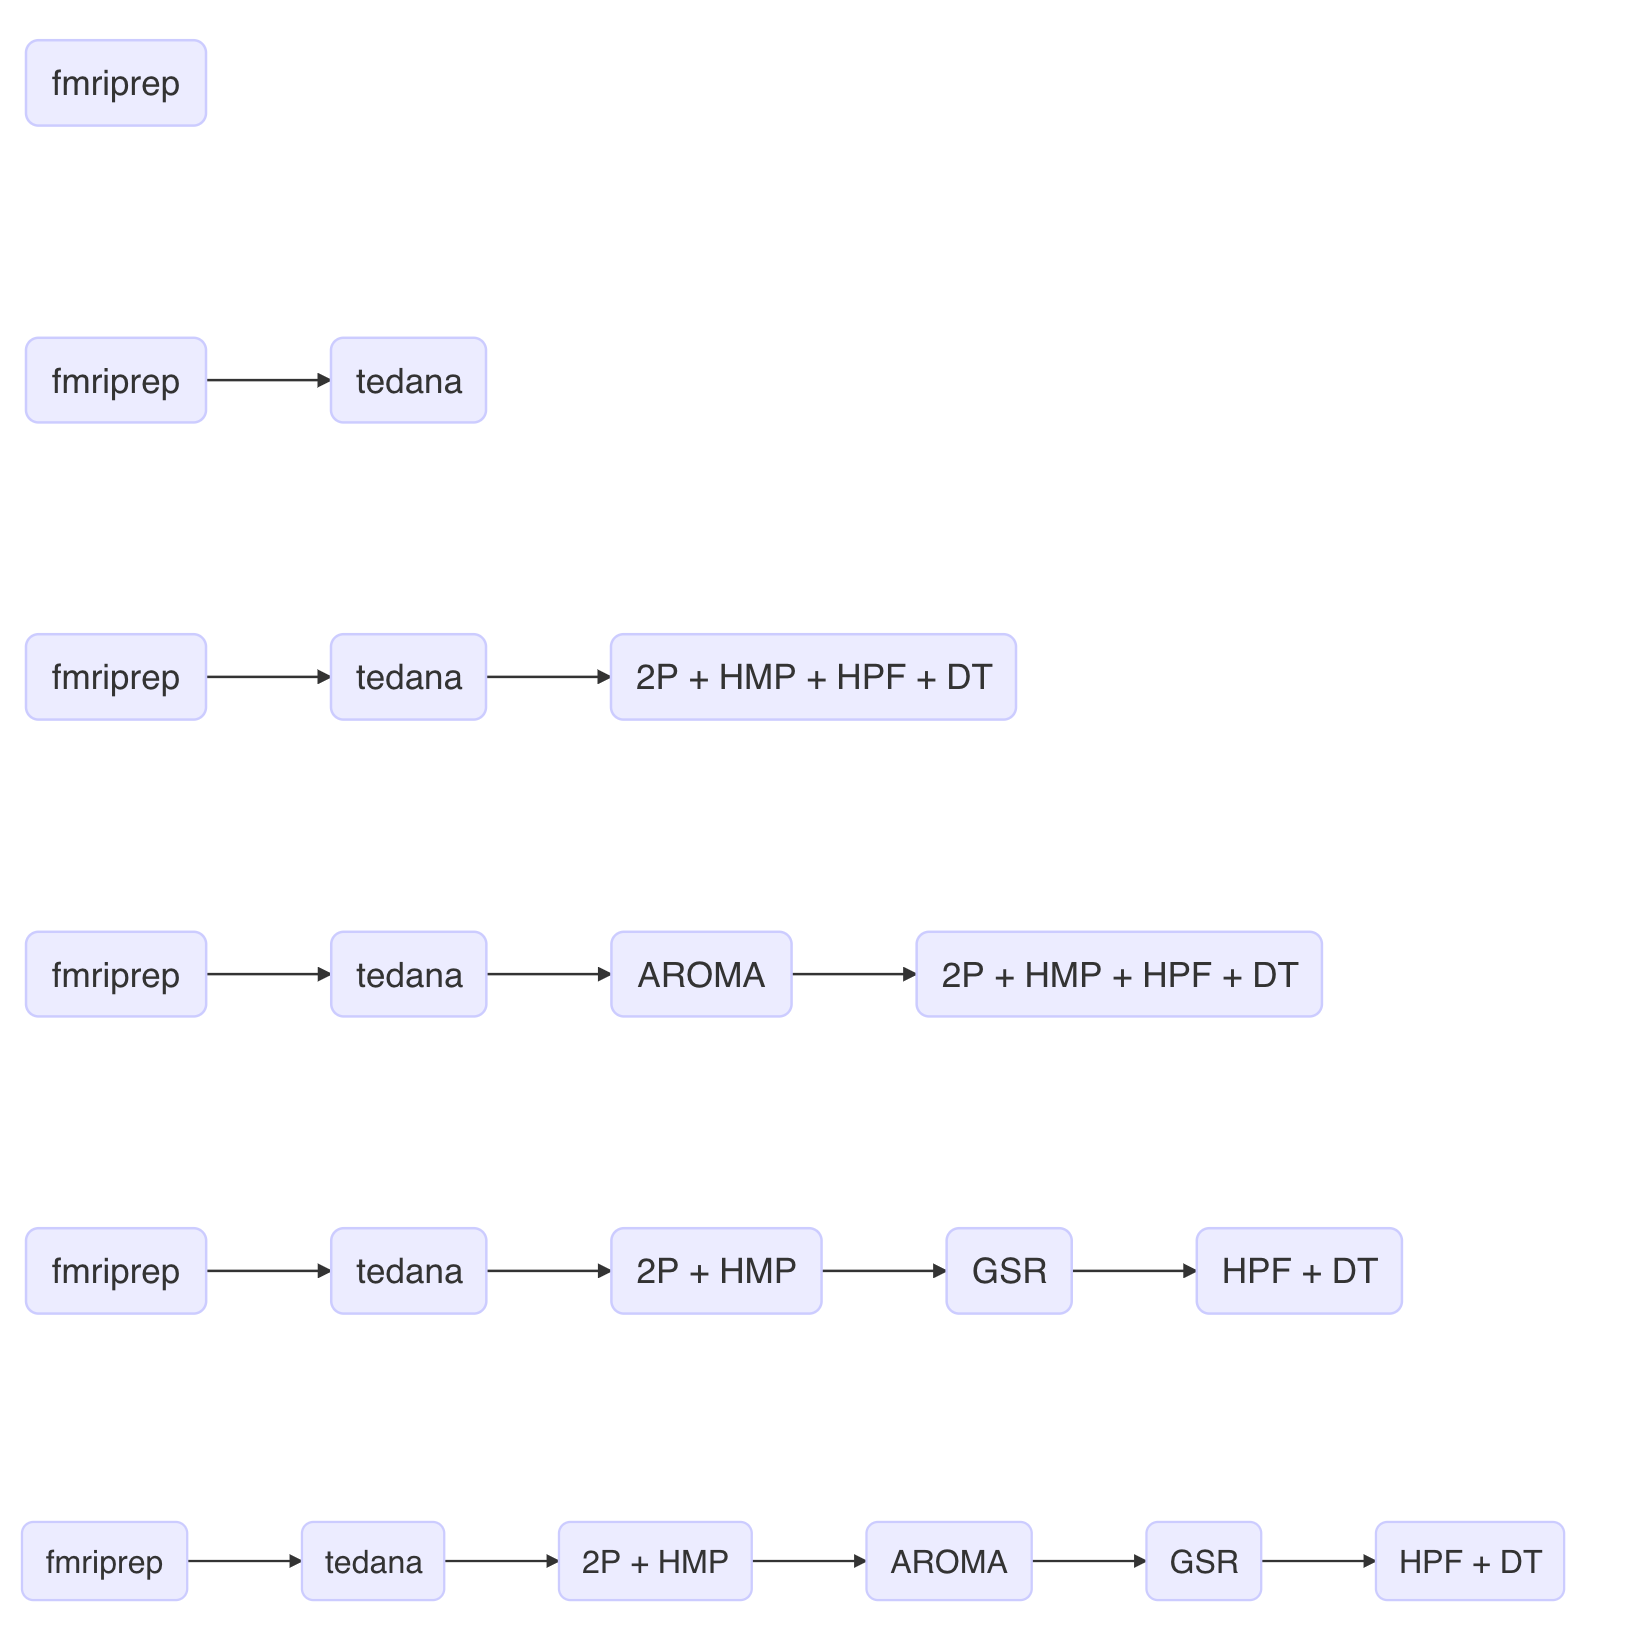 fmriprep
fmriprep tedana
fmriprep tedana 2P + HMP + HPF + DT
fmriprep tedana AROMA 2P + HMP + HPF + DT
fmriprep tedana 2P + HMP GSR HPF + DT
fmriprep tedana 2P + HMP AROMA GSR HPF + DT